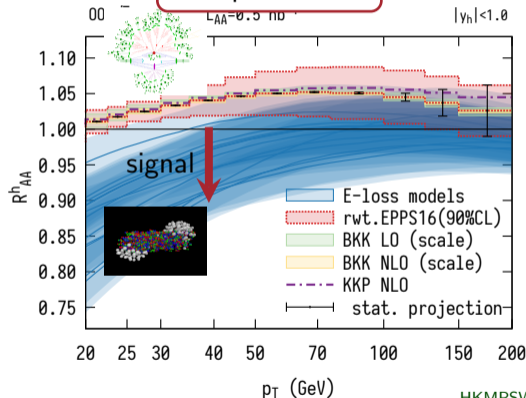 OO L_AA=0.5 nb⁻¹ |y_h|<1.0
1.10
1.05
1.00
0.95
0.90
0.85
0.80
0.75
R^h_AA
signal
E-loss models
rwt.EPPS16(90%CL)
BKK LO (scale)
BKK NLO (scale)
KKP NLO
stat. projection
20 25 30 40 50 70 100 150 200
p_T (GeV)